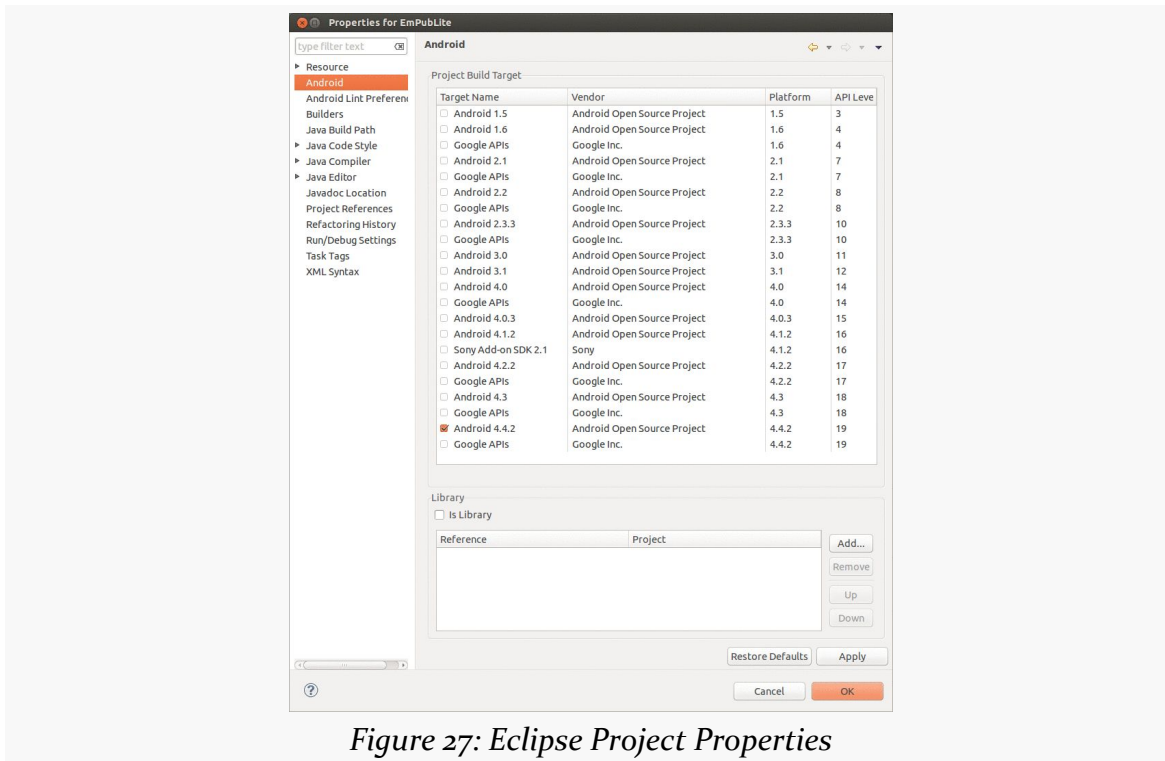 Properties for EmPubLite
type filter text
Android
Resource
Android
Android Lint Preferen
Builders
Java Build Path
Java Code Style
Java Compiler
Java Editor
Javadoc Location
Project References
Refactoring History
Run/Debug Settings
Task Tags
XML Syntax
Project Build Target
Target Name Vendor Platform API Leve
Android 1.5 Android Open Source Project 1.5 3
Android 1.6 Android Open Source Project 1.6 4
Google APIs Google Inc. 1.6 4
Android 2.1 Android Open Source Project 2.1 7
Google APIs Google Inc. 2.1 7
Android 2.2 Android Open Source Project 2.2 8
Google APIs Google Inc. 2.2 8
Android 2.3.3 Android Open Source Project 2.3.3 10
Google APIs Google Inc. 2.3.3 10
Android 3.0 Android Open Source Project 3.0 11
Android 3.1 Android Open Source Project 3.1 12
Android 4.0 Android Open Source Project 4.0 14
Google APIs Google Inc. 4.0 14
Android 4.0.3 Android Open Source Project 4.0.3 15
Android 4.1.2 Android Open Source Project 4.1.2 16
Sony Add-on SDK 2.1 Sony 4.1.2 16
Android 4.2.2 Android Open Source Project 4.2.2 17
Google APIs Google Inc. 4.2.2 17
Android 4.3 Android Open Source Project 4.3 18
Google APIs Google Inc. 4.3 18
Android 4.4.2 Android Open Source Project 4.4.2 19
Google APIs Google Inc. 4.4.2 19
Library
Is Library
Reference Project
Add...
Remove
Up
Down
Restore Defaults Apply
? Cancel OK
Figure 27: Eclipse Project Properties